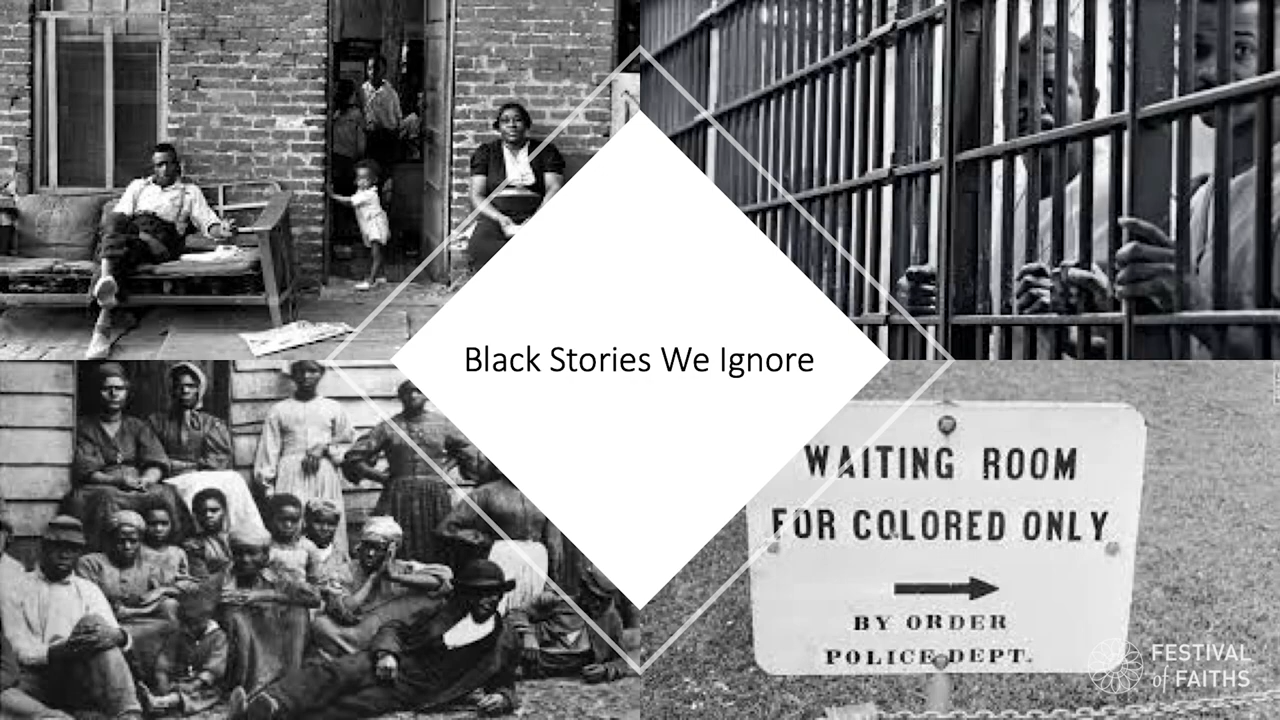 Black Stories We Ignore
WAITING ROOM
FOR COLORED ONLY
BY ORDER
POLICE DEPT.
FESTIVAL
of FAITHS